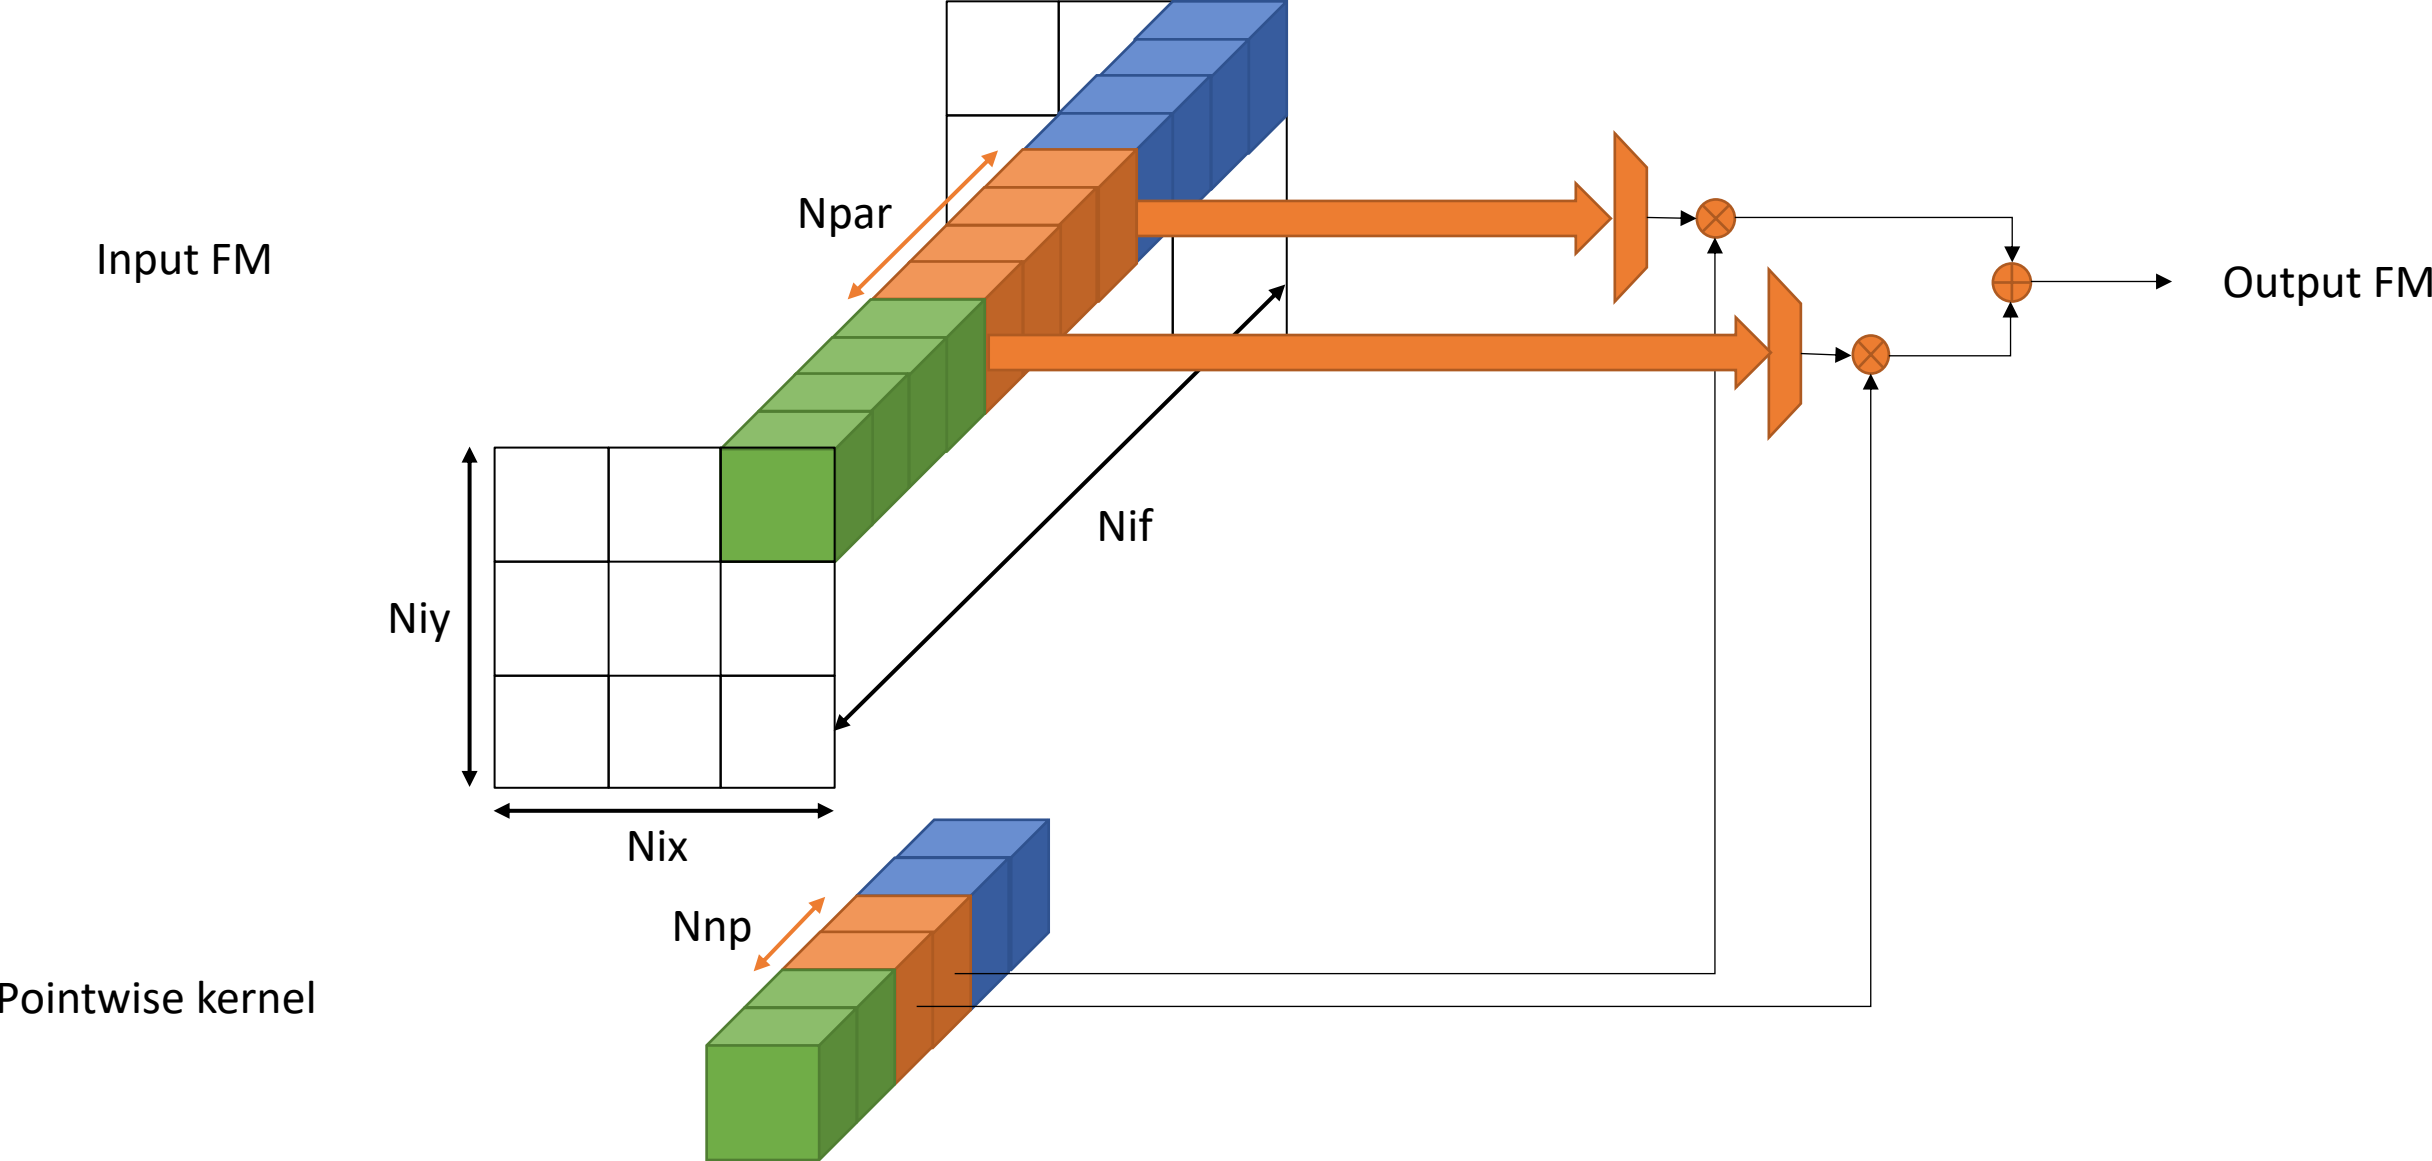 Npar
Input FM
Output FM
Nif
Niy
Nix
Nnp
Pointwise kernel